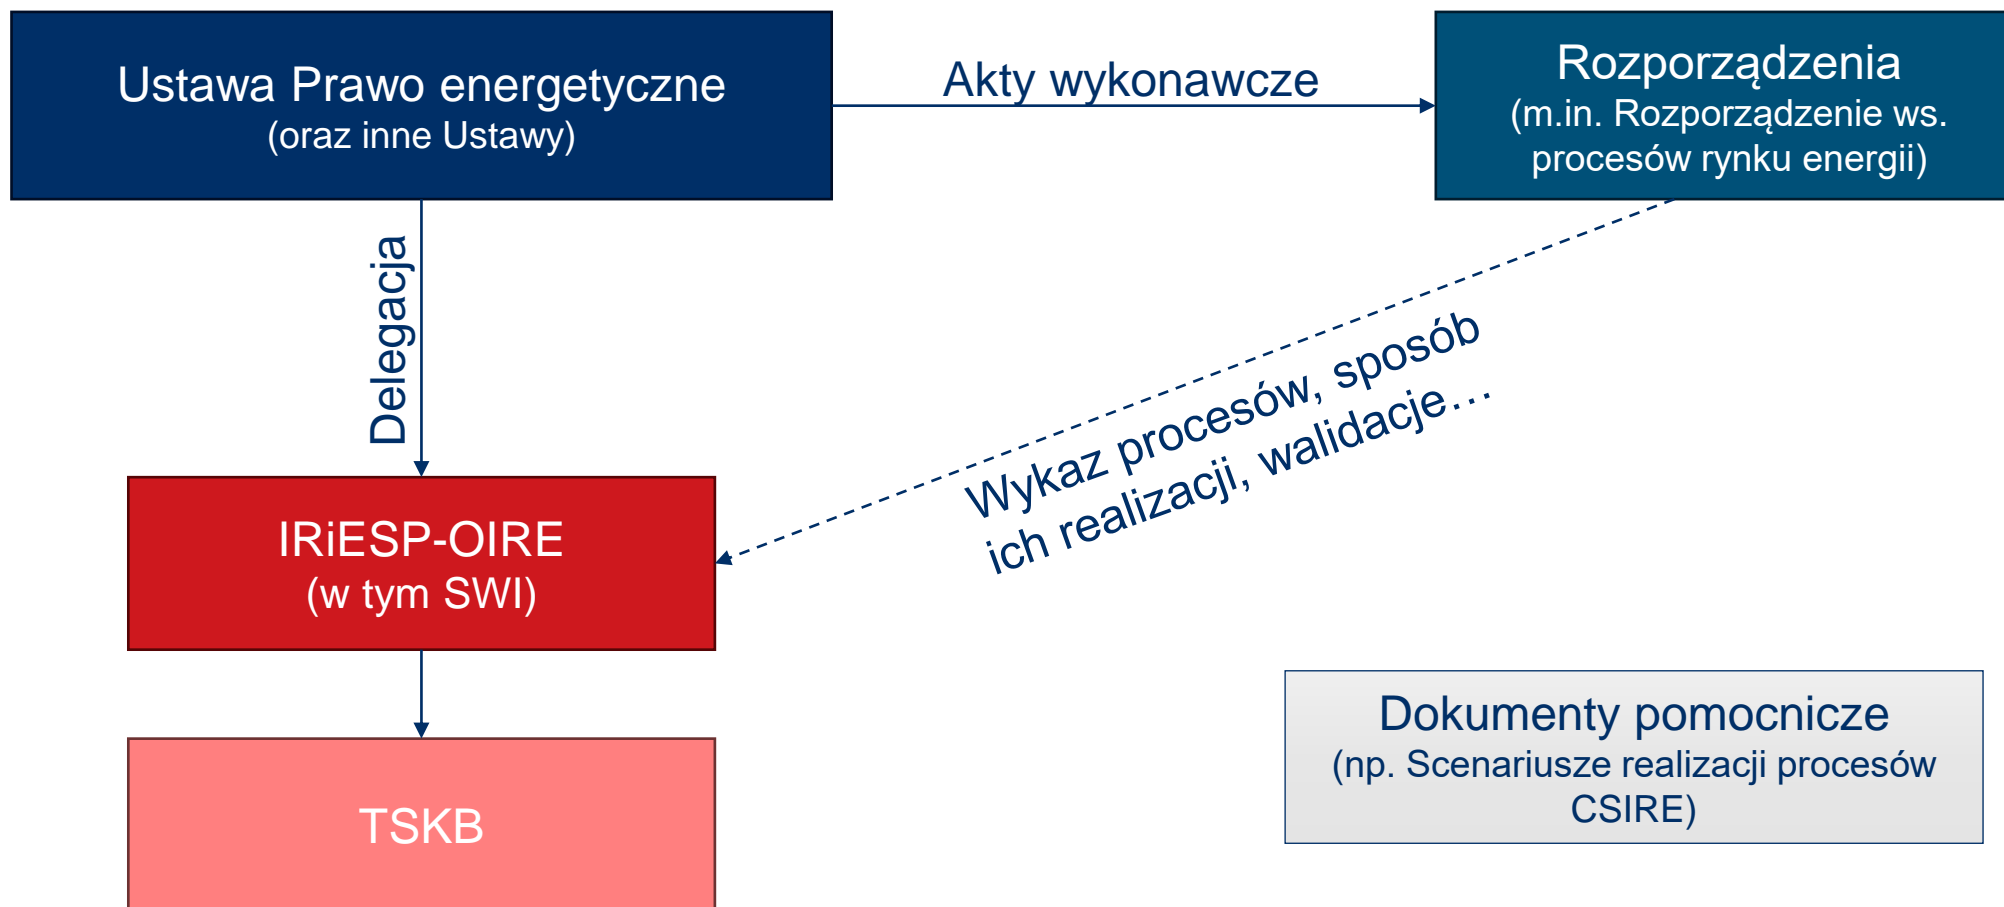 Ustawa Prawo energetyczne
(oraz inne Ustawy)
Akty wykonawcze
Rozporządzenia
(m.in. Rozporządzenie ws.
procesów rynku energii)
Delegacja
Wykaz procesów, sposób
ich realizacji, walidacje…
IRiESP-OIRE
(w tym SWI)
Dokumenty pomocnicze
(np. Scenariusze realizacji procesów
CSIRE)
TSKB